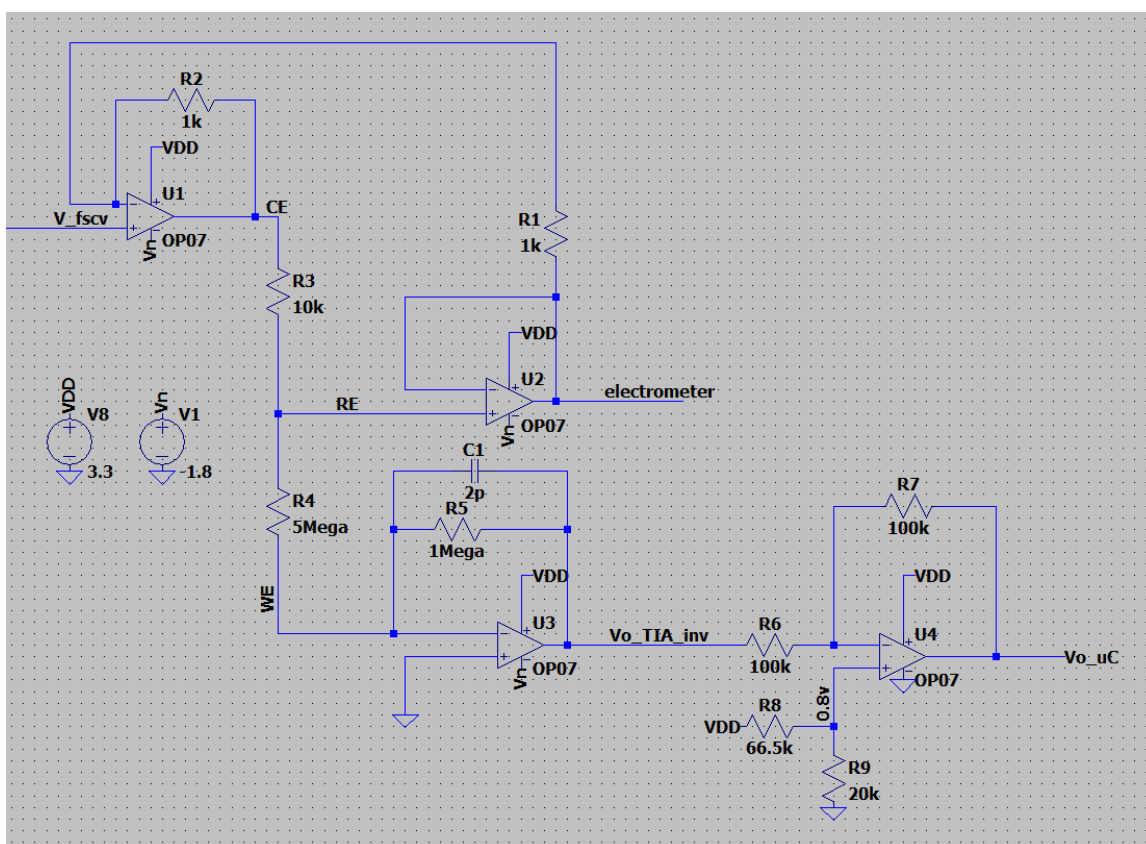 R2
1k
VDD
U1
V_fscv
CE
Vn
OP07
R1
1k
R3
10k
VDD
U2
electrometer
RE
Vn
OP07
VDD
V8
3.3
Vn
V1
-1.8
C1
2p
R5
1Mega
R4
5Mega
R7
100k
VDD
VDD
WE
U3
Vo_TIA_inv
Vn
OP07
R6
100k
U4
Vo_uC
OP07
0.8v
R8
VDD
66.5k
R9
20k